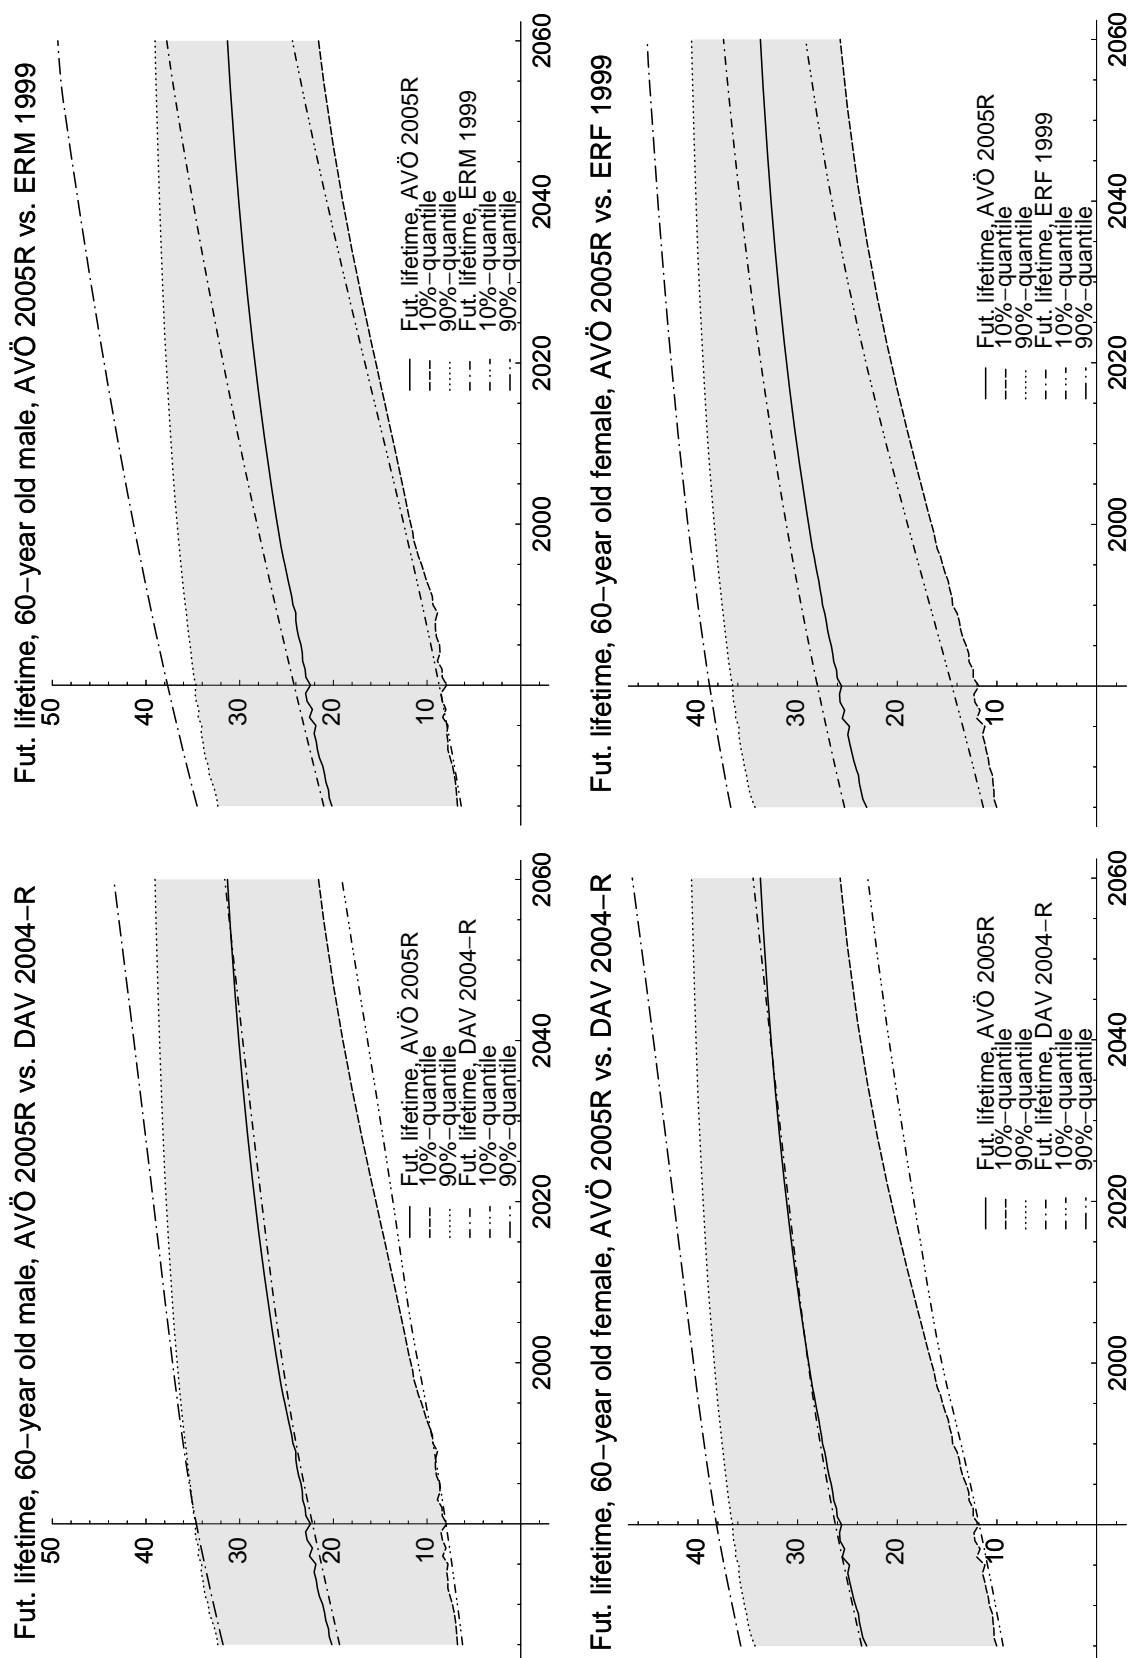 Fut. lifetime, 60−year old male, AVÖ 2005R vs. DAV 2004−R
50
40
30
20
10
Fut. lifetime, AVÖ 2005R
10%−quantile
90%−quantile
Fut. lifetime, DAV 2004−R
10%−quantile
90%−quantile
2000 2020 2040 2060
Fut. lifetime, 60−year old male, AVÖ 2005R vs. ERM 1999
50
40
30
20
10
Fut. lifetime, AVÖ 2005R
10%−quantile
90%−quantile
Fut. lifetime, ERM 1999
10%−quantile
90%−quantile
2000 2020 2040 2060
Fut. lifetime, 60−year old female, AVÖ 2005R vs. DAV 2004−R
40
30
20
10
Fut. lifetime, AVÖ 2005R
10%−quantile
90%−quantile
Fut. lifetime, DAV 2004−R
10%−quantile
90%−quantile
2000 2020 2040 2060
Fut. lifetime, 60−year old female, AVÖ 2005R vs. ERF 1999
40
30
20
10
Fut. lifetime, AVÖ 2005R
10%−quantile
90%−quantile
Fut. lifetime, ERF 1999
10%−quantile
90%−quantile
2000 2020 2040 2060